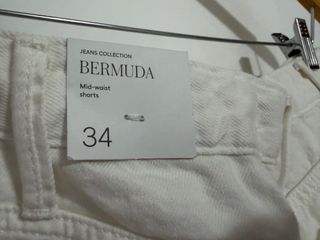 JEANS COLLECTION
BERMUDA
Mid-waist
shorts
34